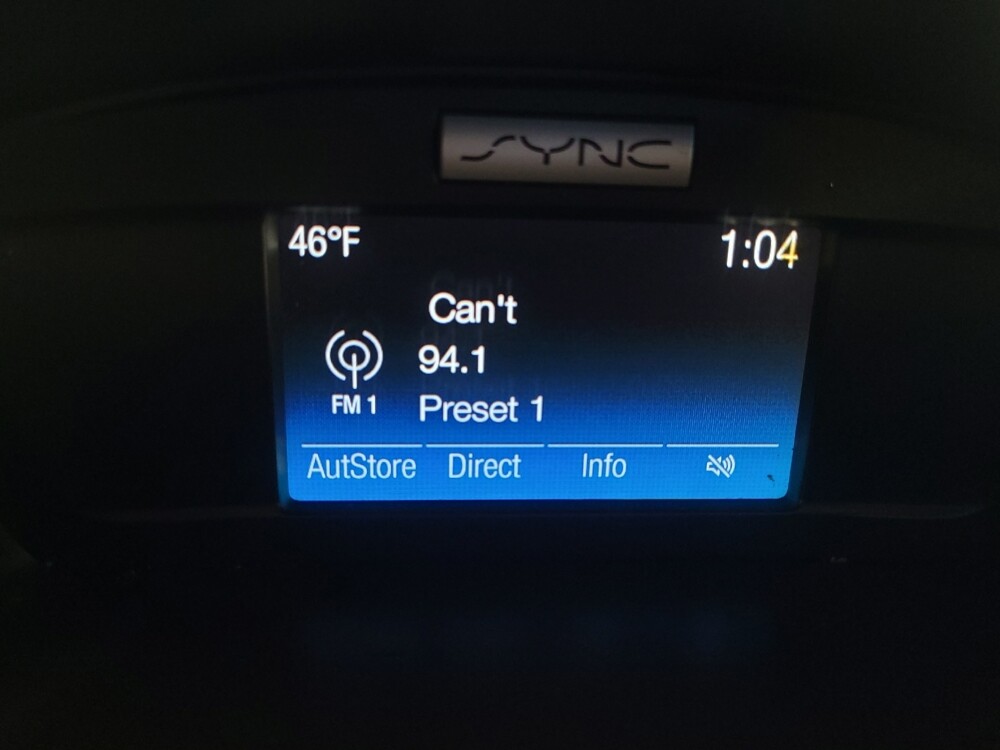 SYNC
46°F 1:04
Can't
94.1
FM 1 Preset 1
AutStore Direct Info